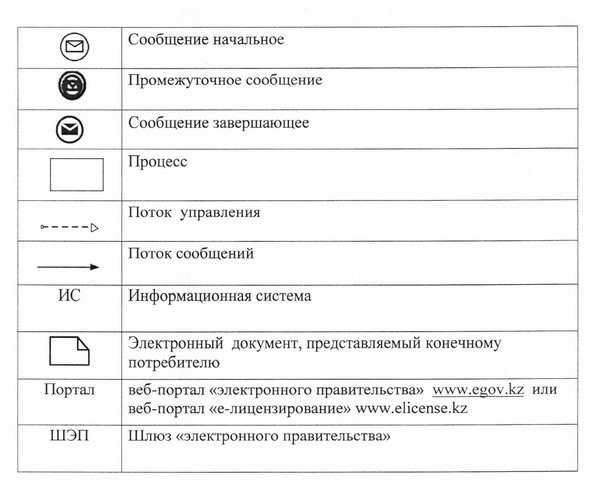 Сообщение начальное
Промежуточное сообщение
Сообщение завершающее
Процесс
Поток управления
Поток сообщений
ИС Информационная система
Электронный документ, представляемый конечному
потребителю
Портал веб-портал «электронного правительства» www.egov.kz или
веб-портал «е-лицензирование» www.elicense.kz
ШЭП Шлюз «электронного правительства»